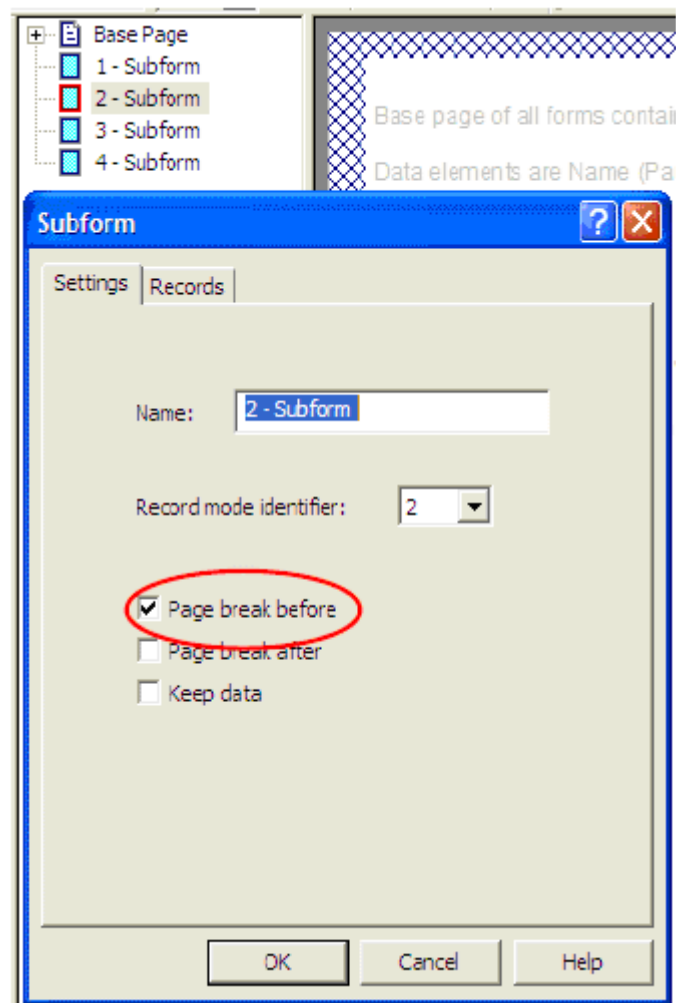 Base Page
1 - Subform
2 - Subform
3 - Subform
4 - Subform
Base page of all forms contai
Data elements are Name (Pa
Subform
Settings
Records
Name: 2 - Subform
Record mode identifier: 2
Page break before
Page break after
Keep data
OK Cancel Help